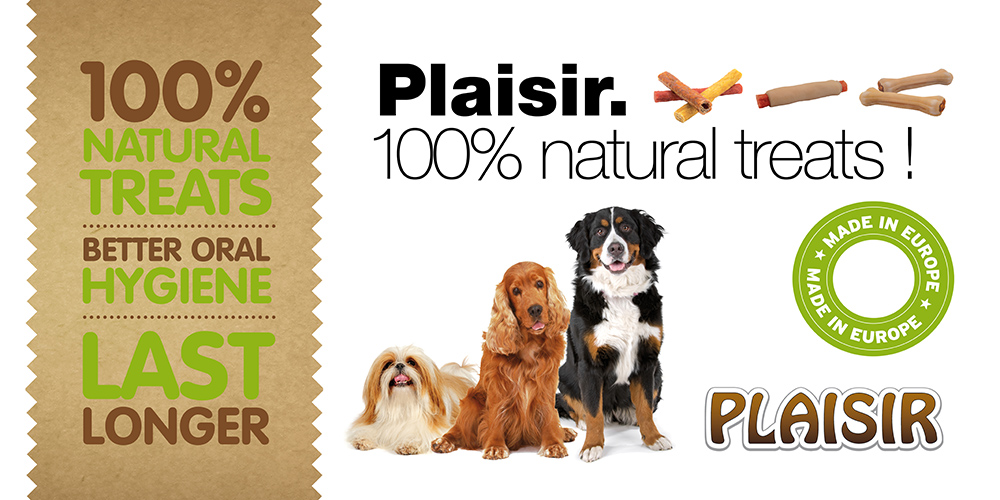 100%
NATURAL
TREATS
BETTER ORAL
HYGIENE
LAST
LONGER
Plaisir.
100% natural treats !
MADE IN EUROPE
MADE IN EUROPE
PLAISIR